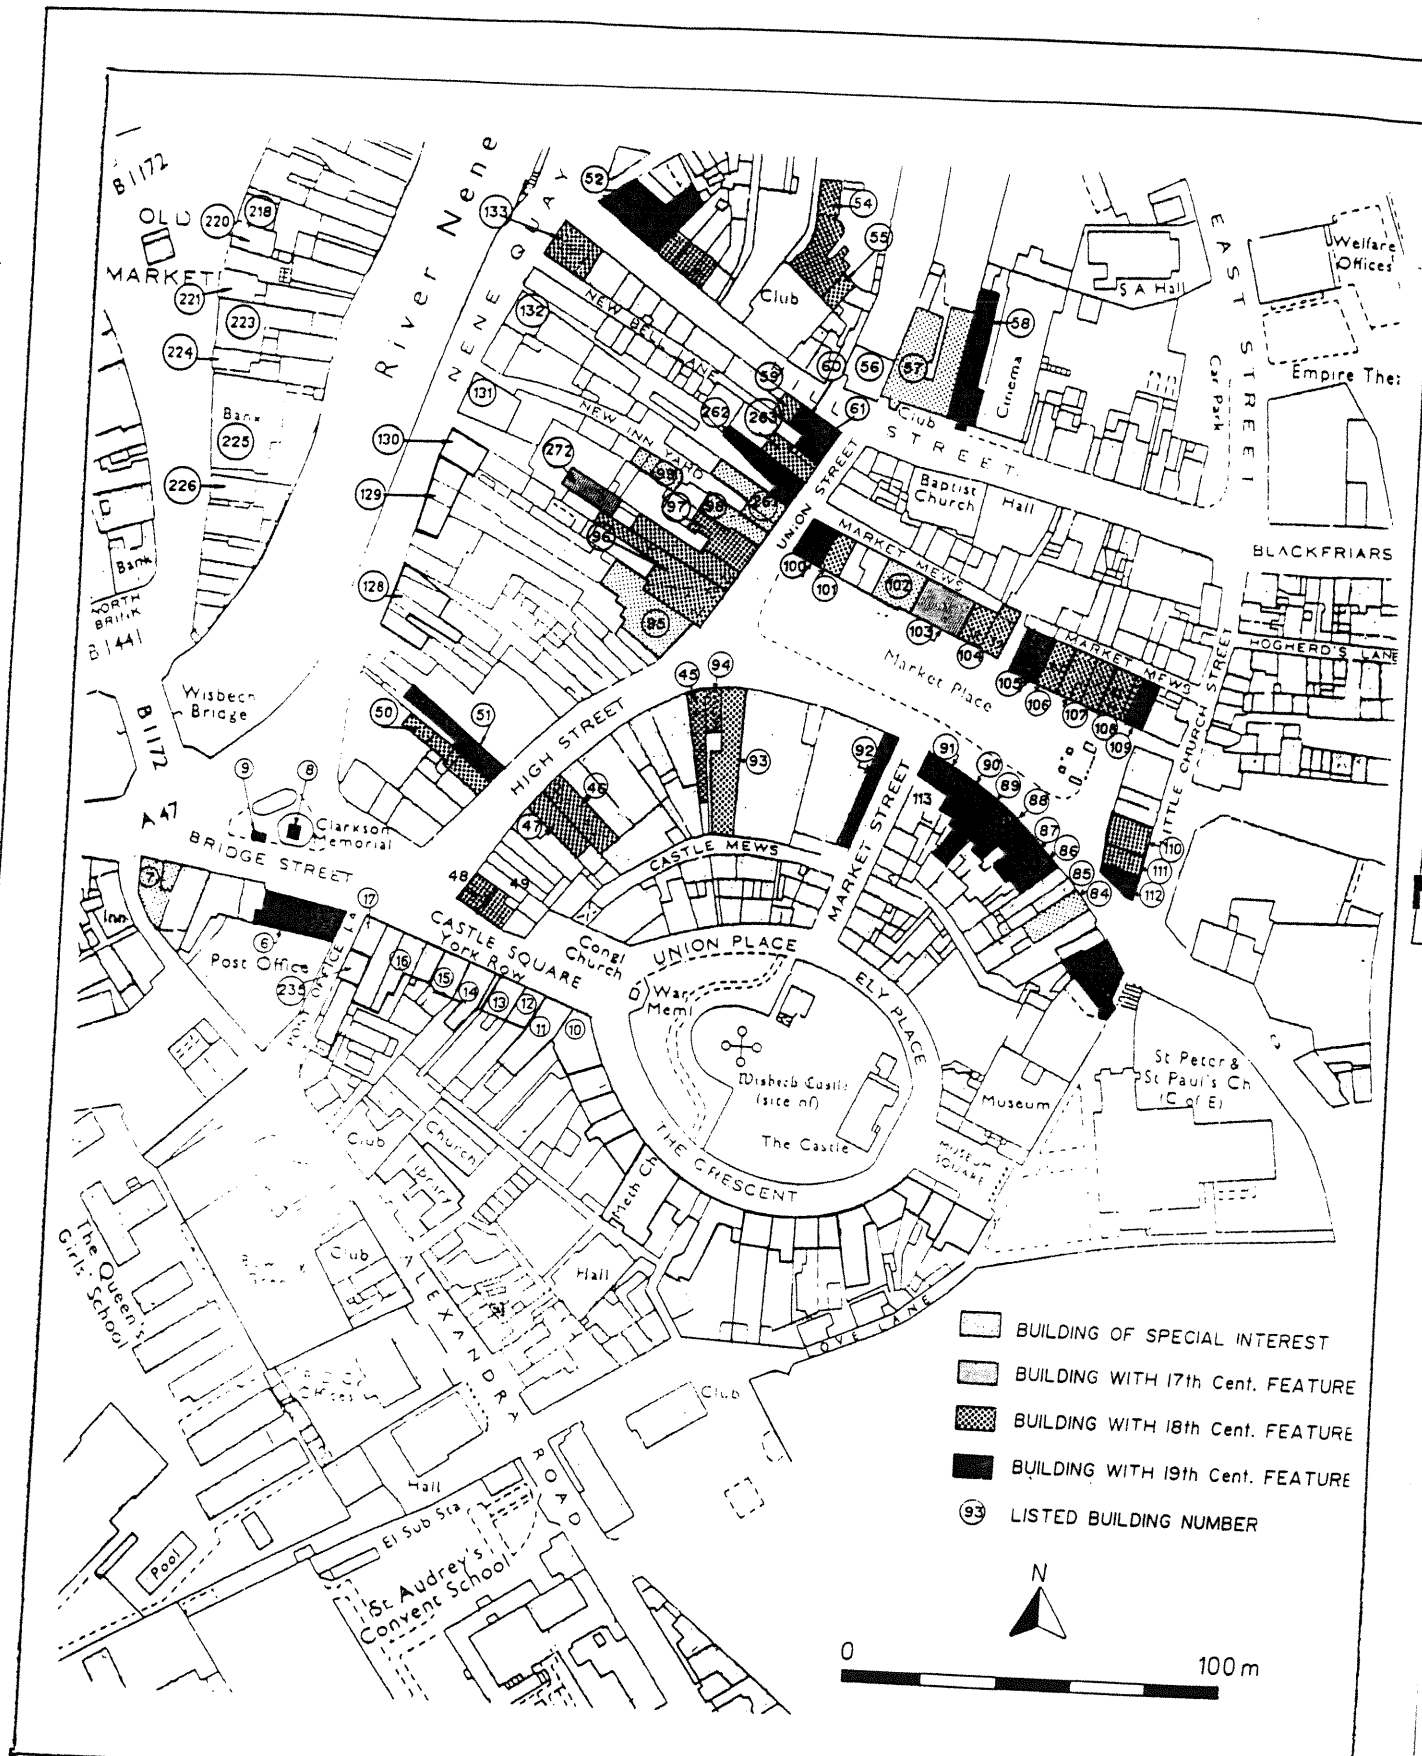 B1172
OLD
MARKET
220
218
221
223
224
Bank
225
226
Bank
NORTH
BRINK
B1441
River Nene
NENE QUAY
133
52
54
55
Club
132
NEW BELL LANE
131
NEW INN YARD
130
129
272
128
262
263
59
60
61
HILL STREET
56
57
58
Club
Cinema
S A Hall
EAST STREET
Car Park
Welfare
Offices
Empire The
BLACKFRIARS
HOGHERD'S LANE
Baptist
Church
Hall
UNION STREET
MARKET MEWS
97
98
96
95
100
101
102
103
104
105
106
107
108
109
MARKET MEWS
Market Place
LITTLE CHURCH STREET
110
111
112
Wisbech
Bridge
B1172
A 47
BRIDGE STREET
9
8
Clarkson
Memorial
50
51
HIGH STREET
45
94
93
46
47
48
49
92
MARKET STREET
91
90
89
88
87
86
85
84
113
CASTLE MEWS
7
Inn
6
Post Office
235
17
16
15
14
13
12
11
10
CASTLE SQUARE
York Row
Congl
Church
UNION PLACE
War
Meml
ELY PLACE
Wisbech Castle
(site of)
The Castle
THE CRESCENT
Museum
MUSEUM
SQUARE
St Peter &
St Paul's Ch
(C of E)
Club
Church
Library
Meth Ch
Hall
Club
The Queen's
Girls' School
ALEXANDRA ROAD
LOVE LANE
Club
Hall
El Sub Sta
Pool
St Audrey's
Convent School
BUILDING OF SPECIAL INTEREST
BUILDING WITH 17th Cent. FEATURE
BUILDING WITH 18th Cent. FEATURE
BUILDING WITH 19th Cent. FEATURE
93 LISTED BUILDING NUMBER
N
0 100 m